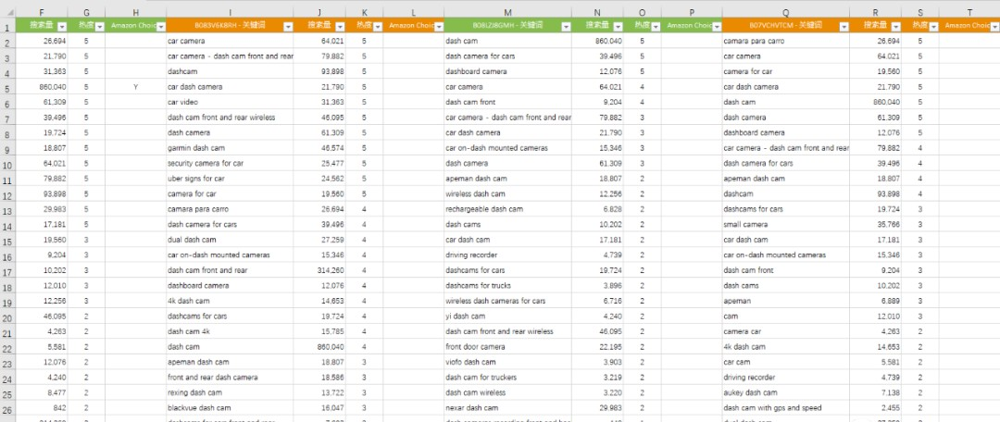 F G H I J K L M N O P Q R S T
1 搜索量 热度 Amazon Choic 关键词 搜索量 热度 Amazon Choic B08LZJBGMH - 关键词 搜索量 热度 Amazon Choic B07VCHVTCM - 关键词 搜索量 热度 Amazon Choic
2 26,694 5 car camera 64,021 5 dash cam 860,040 5 camara para carro 26,694 5
3 21,790 5 car camera - dash cam front and rear 79,882 5 dash camera for cars 39,496 5 car camera 64,021 5
4 31,363 5 dashcam 93,898 5 dashboard camera 12,076 5 camera for car 19,560 5
5 860,040 5 Y car dash camera 21,790 5 car camera 64,021 4 car dash camera 21,790 5
6 61,309 5 car video 31,363 5 dash cam front 9,204 4 dash cam 860,040 5
7 39,496 5 dash cam front and rear wireless 46,095 5 car camera - dash cam front and rear 79,882 3 dash camera 61,309 5
8 19,724 5 dash camera 61,309 5 car dash camera 21,790 3 dashboard camera 12,076 5
9 18,807 5 garmin dash cam 46,574 5 car on-dash mounted cameras 15,346 3 car camera - dash cam front and rear 79,882 4
10 64,021 5 security camera for car 25,477 5 dash camera 61,309 3 dash camera for cars 39,496 4
11 79,882 5 uber signs for car 24,562 5 apeman dash cam 18,807 2 apeman dash cam 18,807 4
12 93,898 5 camera for car 19,560 5 wireless dash cam 12,256 2 dashcam 93,898 4
13 29,983 5 camara para carro 26,694 4 rechargeable dash cam 6,828 2 dashcams for cars 19,724 3
14 17,181 5 dash camera for cars 39,496 4 dash cams 10,202 2 small camera 35,766 3
15 19,560 3 dual dash cam 27,259 4 car dash cam 17,181 2 car dash cam 17,181 3
16 9,204 3 car on-dash mounted cameras 15,346 4 driving recorder 4,739 2 car on-dash mounted cameras 15,346 3
17 10,202 3 dash cam front and rear 314,260 4 dashcams for cars 19,724 2 dash cam front 9,204 3
18 12,010 3 dashboard camera 12,076 4 dashcams for trucks 3,896 2 dash cams 10,202 3
19 12,256 3 4k dash cam 14,653 4 wireless dash cameras for cars 6,716 2 apeman 6,889 3
20 46,095 2 dashcams for cars 19,724 4 yi dash cam 4,240 2 cam 12,010 3
21 4,263 2 dash cam 4k 15,785 4 dash cam front and rear wireless 46,095 2 camera car 4,263 2
22 5,581 2 dash cam 860,040 4 front door camera 22,195 2 4k dash cam 14,653 2
23 12,076 2 apeman dash cam 18,807 3 viofo dash cam 3,903 2 car cam 5,581 2
24 4,240 2 front and rear dash camera 18,586 3 dash cam for truckers 3,219 2 driving recorder 4,739 2
25 8,477 2 rexing dash cam 13,722 3 dash cam wireless 3,220 2 aukey dash cam 7,138 2
26 842 2 blackvue dash cam 16,047 3 nexar dash cam 29,983 2 dash cam with gps and speed 2,455 2